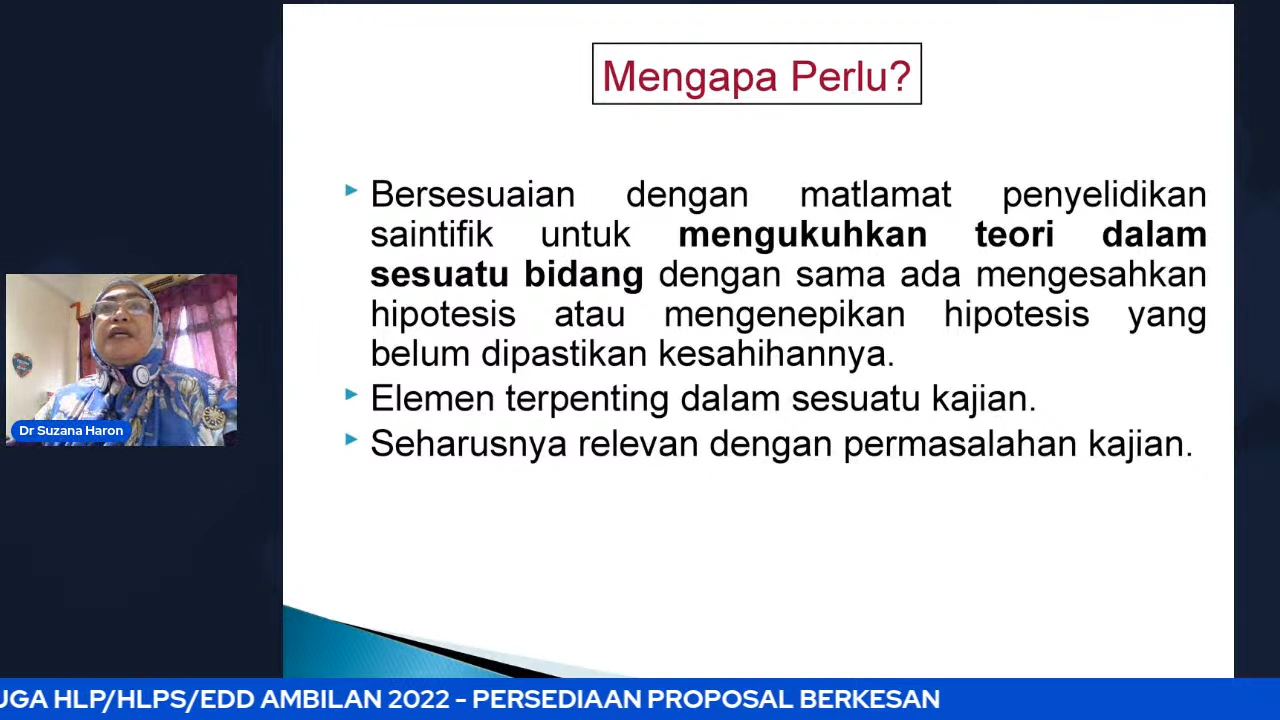 Mengapa Perlu?
Bersesuaian dengan matlamat penyelidikan
saintifik untuk mengukuhkan teori dalam
sesuatu bidang dengan sama ada mengesahkan
hipotesis atau mengenepikan hipotesis yang
belum dipastikan kesahihannya.
Elemen terpenting dalam sesuatu kajian.
Seharusnya relevan dengan permasalahan kajian.
Dr Suzana Haron
UGA HLP/HLPS/EDD AMBILAN 2022 - PERSEDIAAN PROPOSAL BERKESAN